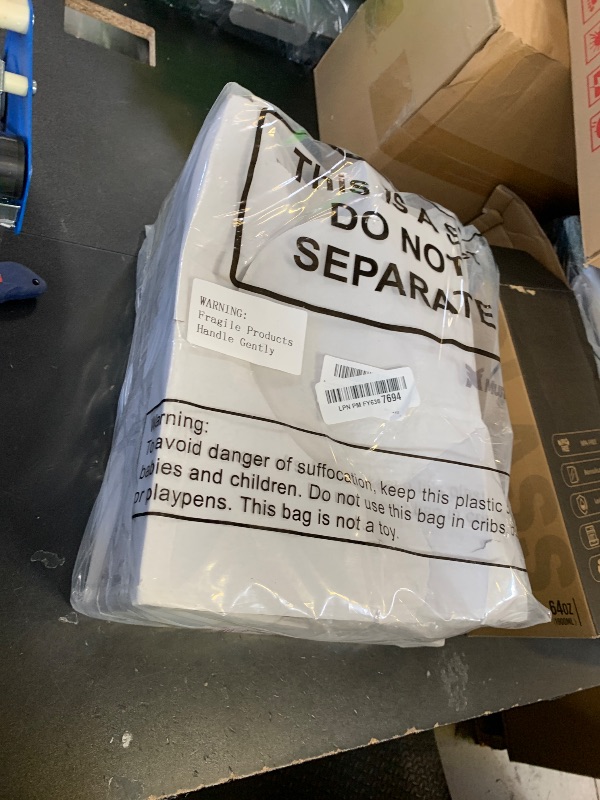 This is A
DO NOT
SEPARATE
WARNING:
Fragile Products
Handle Gently
LPN PM FY638 7694
Warning:
To avoid danger of suffocation, keep this plastic
babies and children. Do not use this bag in cribs,
or playpens. This bag is not a toy.
64OZ